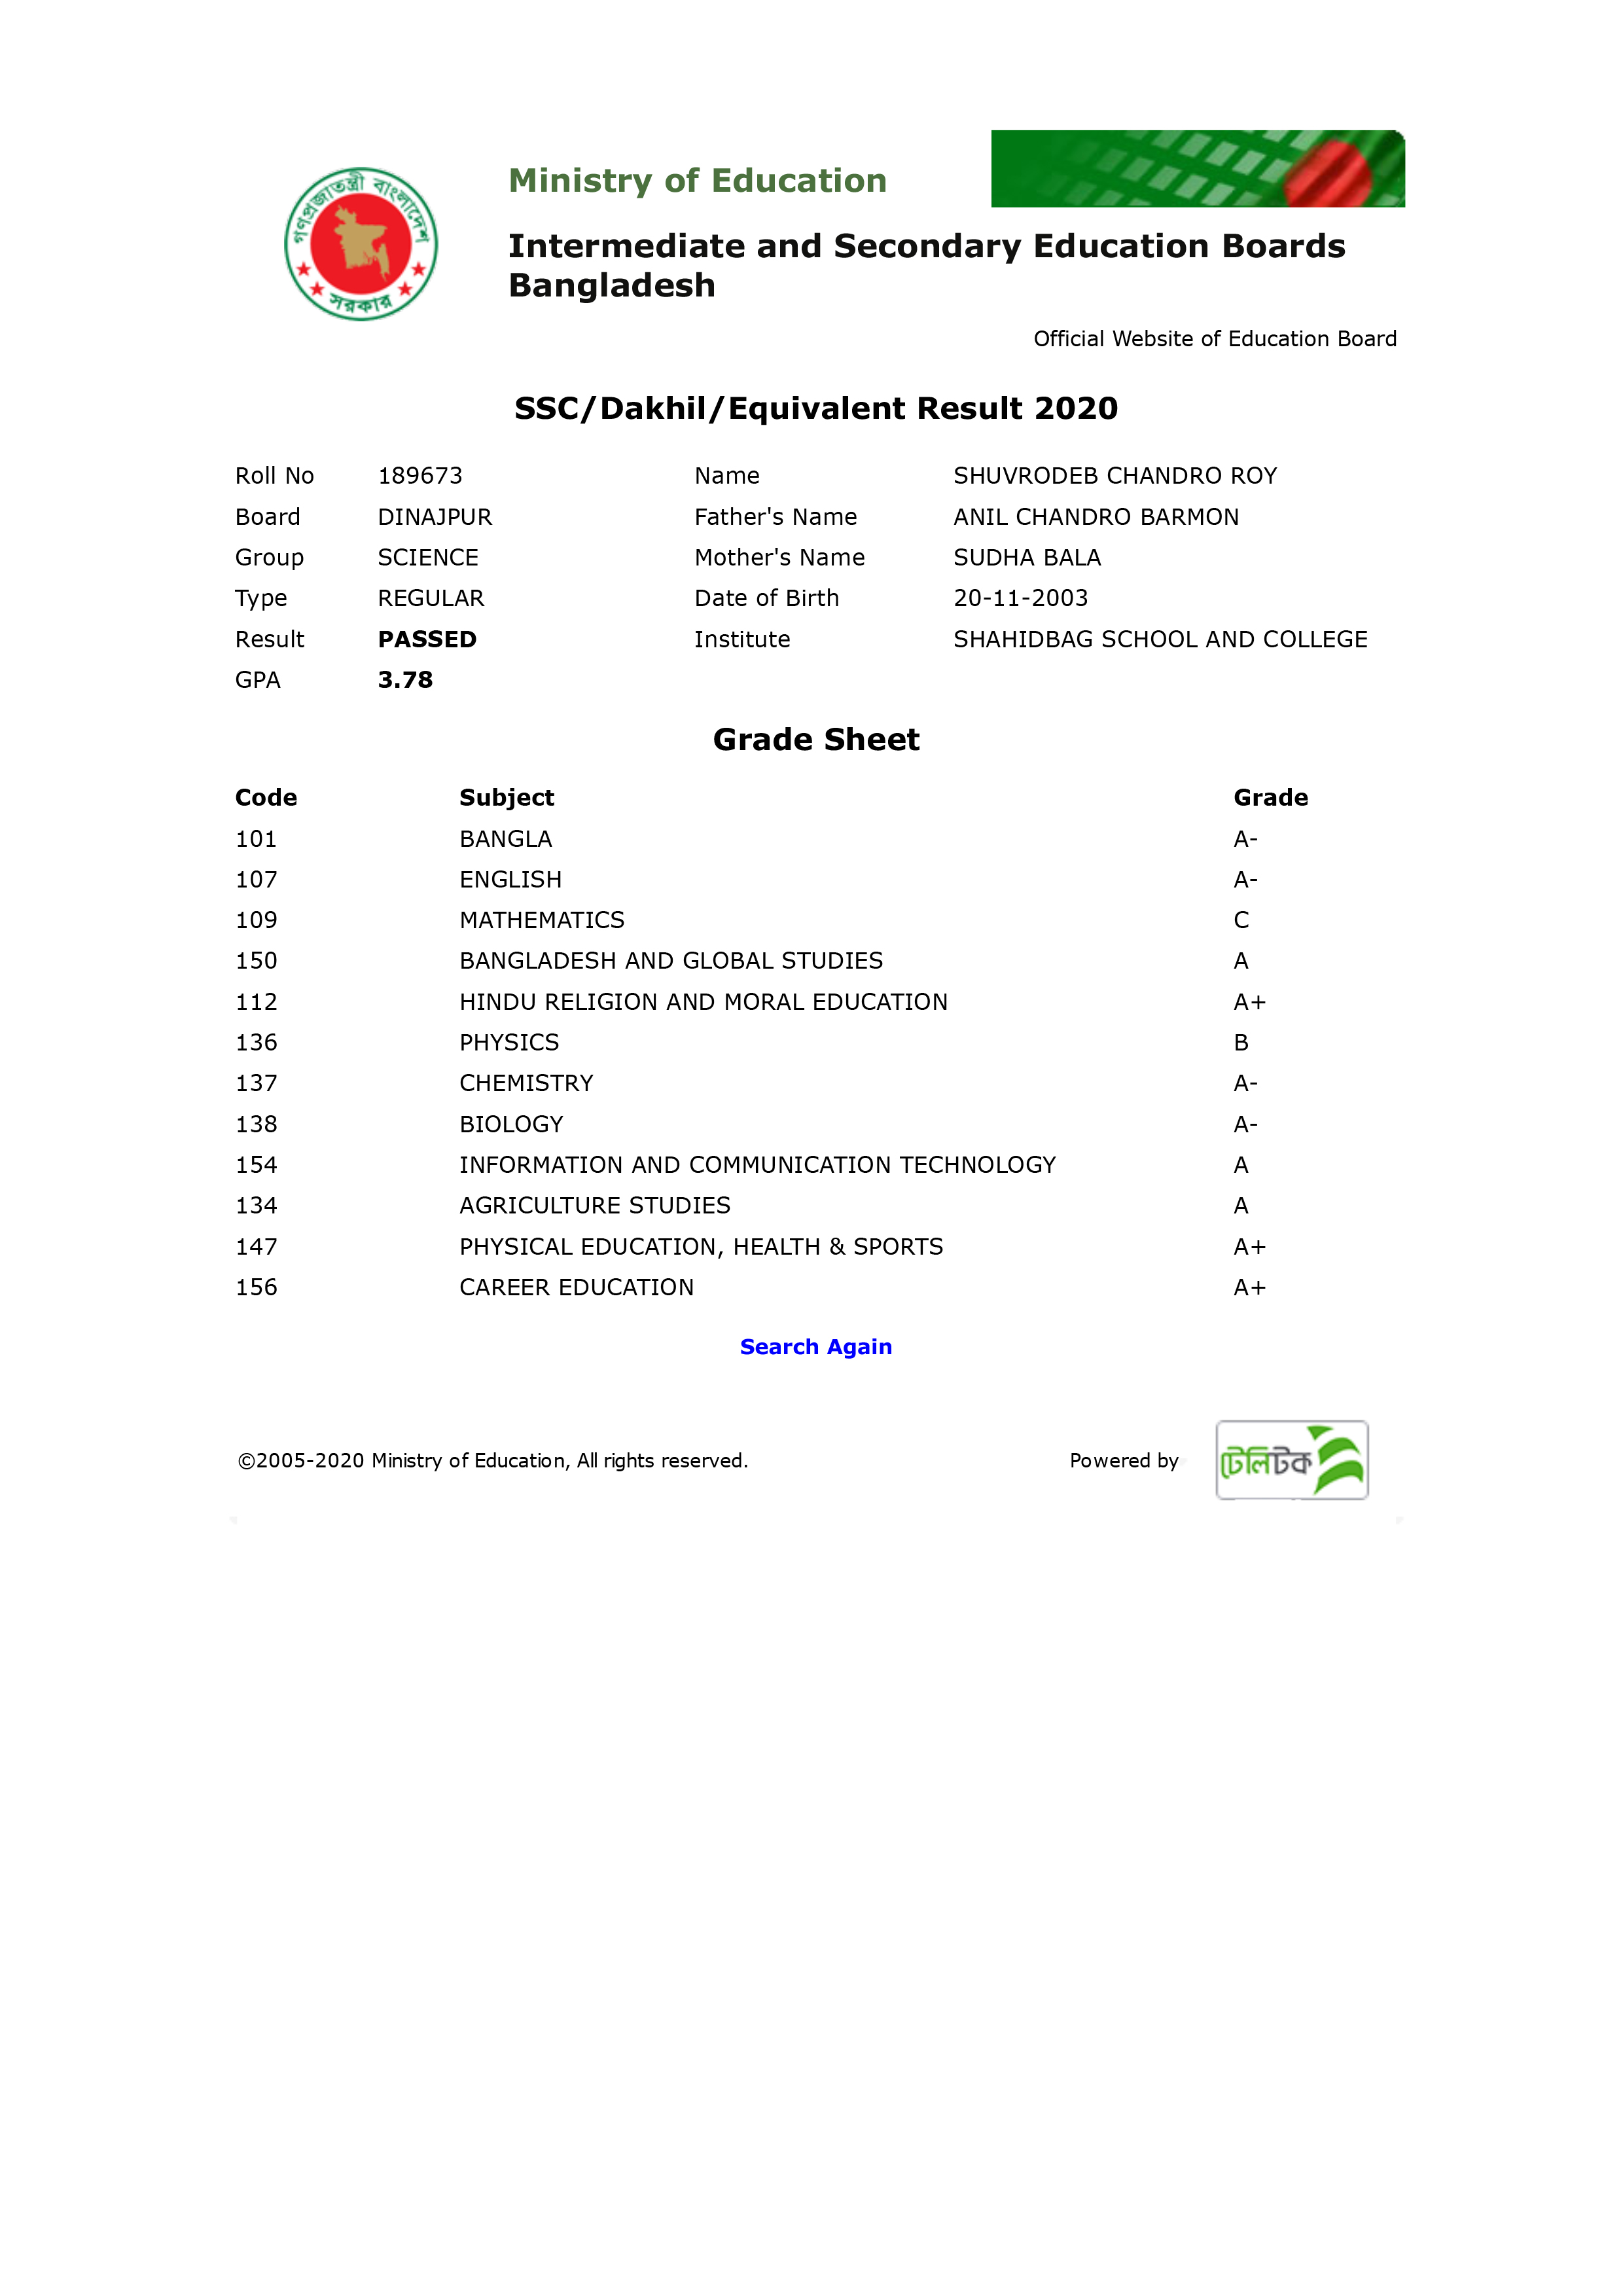 গণপ্রজাতন্ত্রী বাংলাদেশ
সরকার
Ministry of Education
Intermediate and Secondary Education Boards
Bangladesh
Official Website of Education Board
SSC/Dakhil/Equivalent Result 2020
Roll No 189673 Name SHUVRODEB CHANDRO ROY
Board DINAJPUR Father's Name ANIL CHANDRO BARMON
Group SCIENCE Mother's Name SUDHA BALA
Type REGULAR Date of Birth 20-11-2003
Result PASSED Institute SHAHIDBAG SCHOOL AND COLLEGE
GPA 3.78
Grade Sheet
Code Subject Grade
101 BANGLA A-
107 ENGLISH A-
109 MATHEMATICS C
150 BANGLADESH AND GLOBAL STUDIES A
112 HINDU RELIGION AND MORAL EDUCATION A+
136 PHYSICS B
137 CHEMISTRY A-
138 BIOLOGY A-
154 INFORMATION AND COMMUNICATION TECHNOLOGY A
134 AGRICULTURE STUDIES A
147 PHYSICAL EDUCATION, HEALTH & SPORTS A+
156 CAREER EDUCATION A+
Search Again
©2005-2020 Ministry of Education, All rights reserved. Powered by টেলিটক